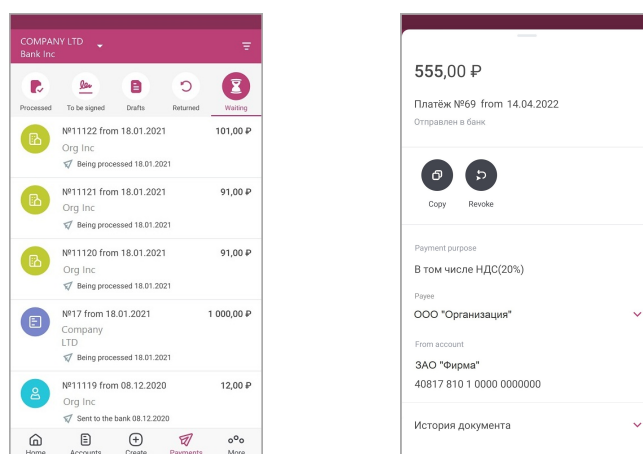 COMPANY LTD
Bank Inc
Processed To be signed Drafts Returned Waiting
№11122 from 18.01.2021 101,00 ₽
Org Inc
Being processed 18.01.2021
№11121 from 18.01.2021 91,00 ₽
Org Inc
Being processed 18.01.2021
№11120 from 18.01.2021 91,00 ₽
Org Inc
Being processed 18.01.2021
№17 from 18.01.2021 1 000,00 ₽
Company
LTD
Being processed 18.01.2021
№11119 from 08.12.2020 12,00 ₽
Org Inc
Sent to the bank 08.12.2020
Home Accounts Create Payments More
555,00 ₽
Платёж №69 from 14.04.2022
Отправлен в банк
Copy Revoke
Payment purpose
В том числе НДС(20%)
Payee
ООО "Организация"
From account
ЗАО "Фирма"
40817 810 1 0000 0000000
История документа